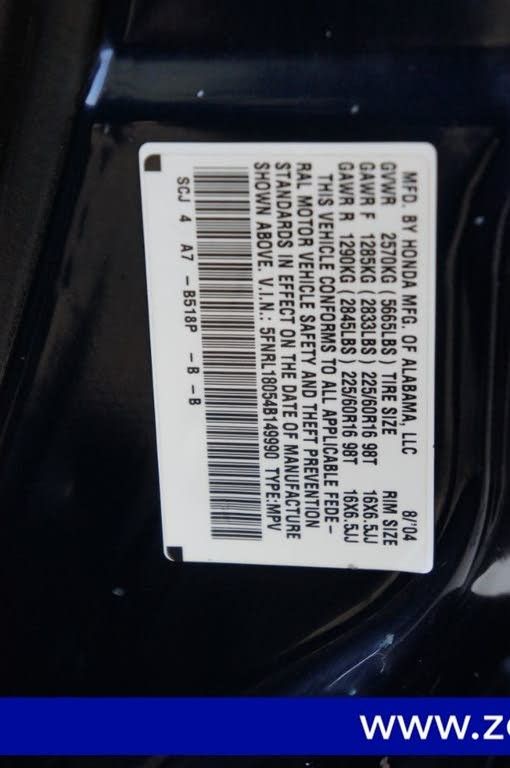 MFD. BY HONDA MFG. OF ALABAMA, LLC 8/'04
GVWR 2570KG ( 5665LBS ) TIRE SIZE RIM SIZE
GAWR F 1285KG ( 2833LBS ) 225/60R16 98T 16X6.5JJ
GAWR R 1290KG ( 2845LBS ) 225/60R16 98T 16X6.5JJ
THIS VEHICLE CONFORMS TO ALL APPLICABLE FEDE-
RAL MOTOR VEHICLE SAFETY AND THEFT PREVENTION
STANDARDS IN EFFECT ON THE DATE OF MANUFACTURE
SHOWN ABOVE. V.I.N.: 5FNRL18054B149990 TYPE:MPV
SCJ 4 A7 -B518P -B -B
www.z